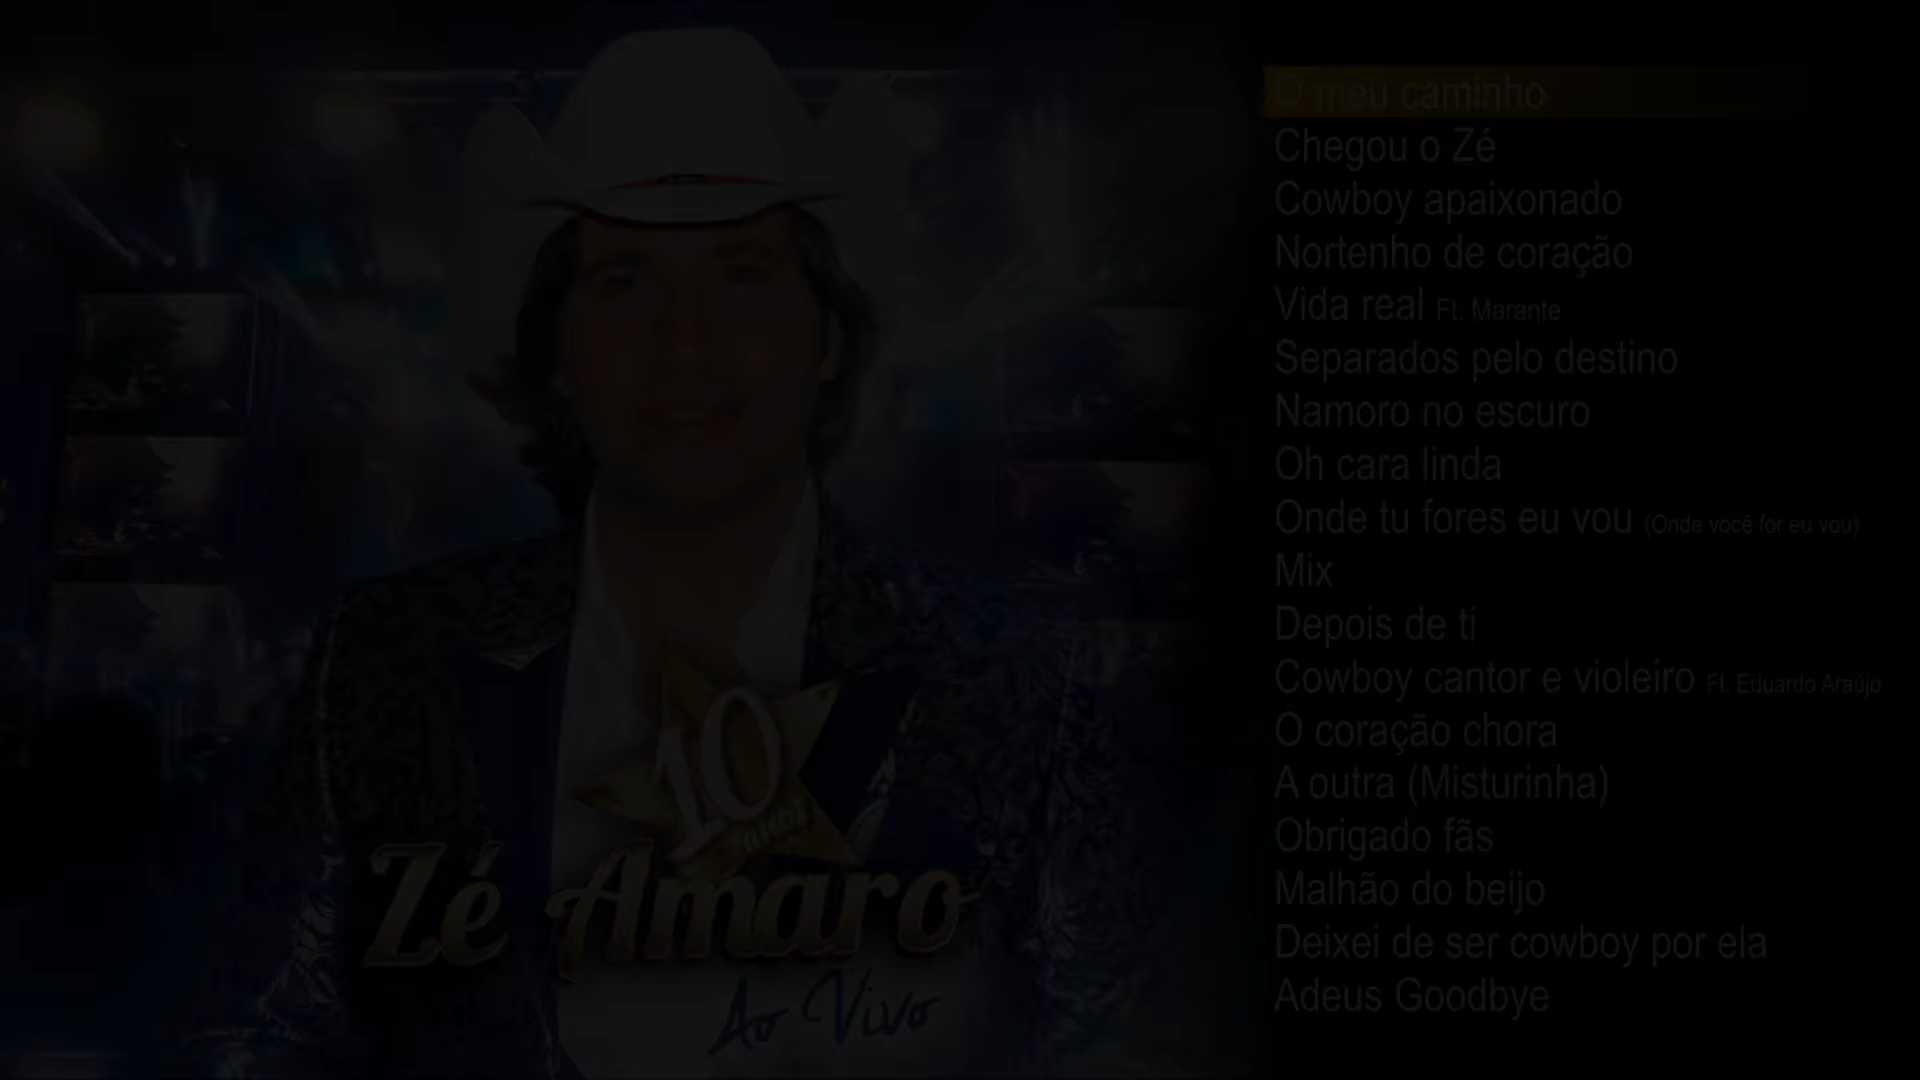 O meu caminho
Chegou o Zé
Cowboy apaixonado
Nortenho de coração
Vida real Ft. Marante
Separados pelo destino
Namoro no escuro
Oh cara linda
Onde tu fores eu vou (Onde você for eu vou)
Mix
Depois de ti
Cowboy cantor e violeiro Ft. Eduardo Araújo
O coração chora
A outra (Misturinha)
Obrigado fãs
Malhão do beijo
Deixei de ser cowboy por ela
Adeus Goodbye
10
anos
Zé Amaro
Ao Vivo